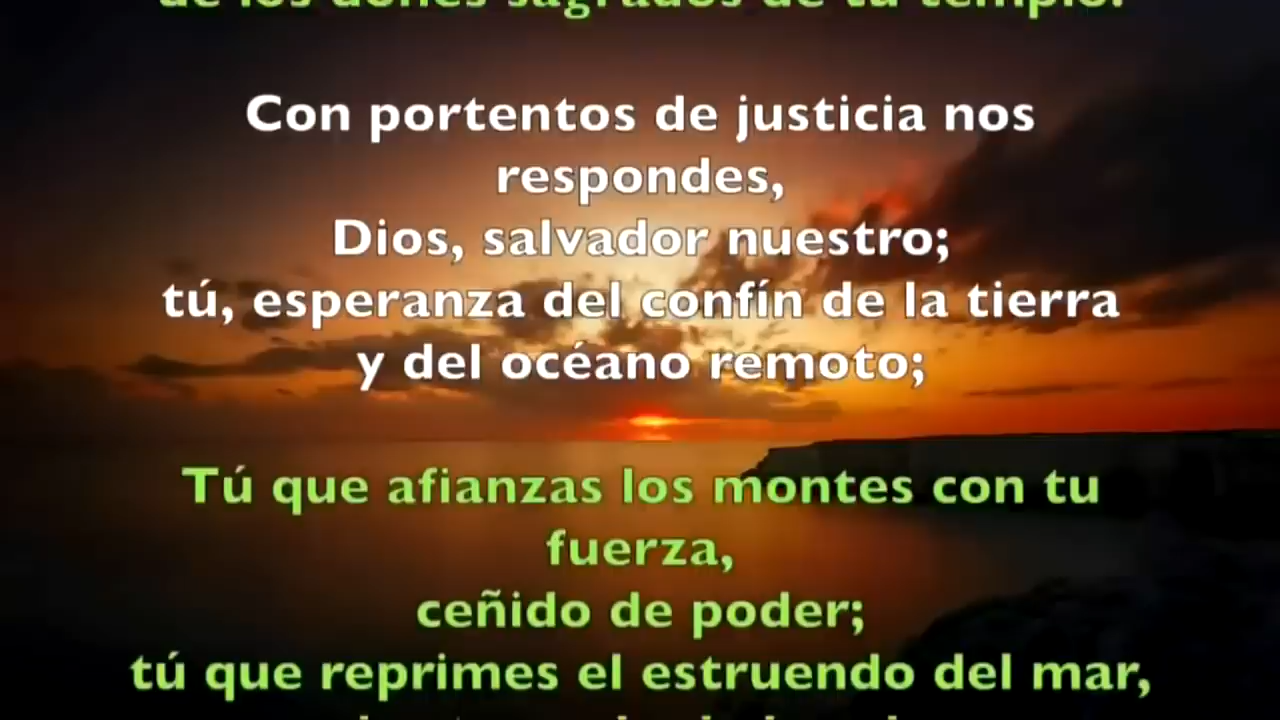 de los dones sagrados de tu templo.
Con portentos de justicia nos
respondes,
Dios, salvador nuestro;
tú, esperanza del confín de la tierra
y del océano remoto;
Tú que afianzas los montes con tu
fuerza,
ceñido de poder;
tú que reprimes el estruendo del mar,